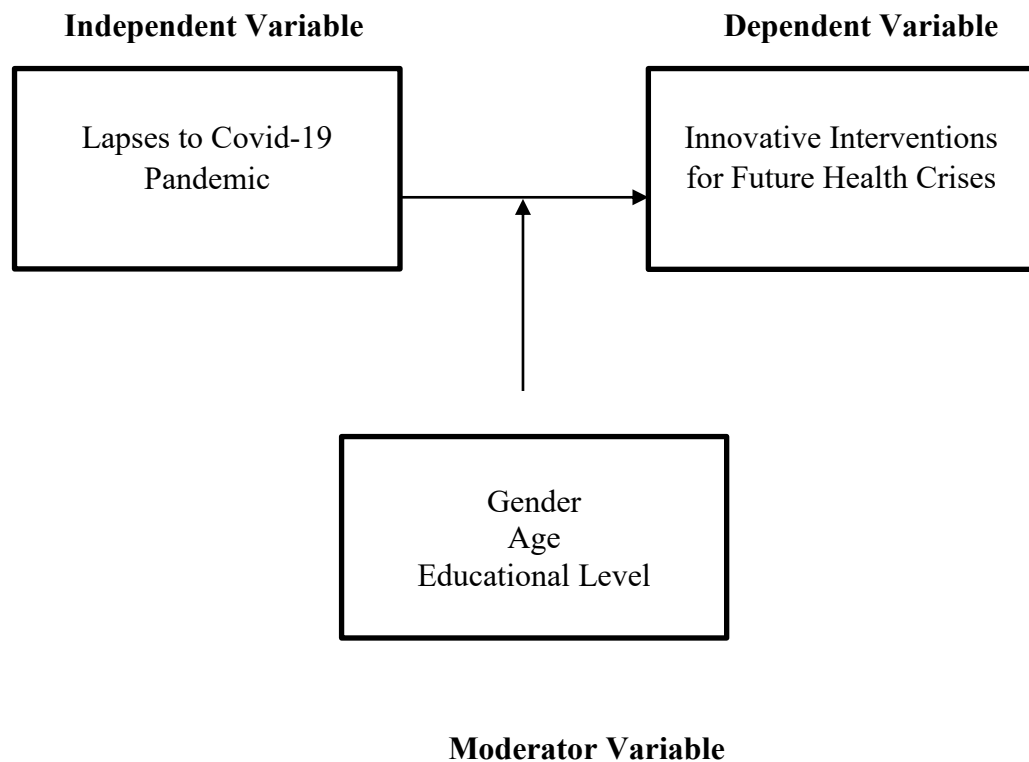 Independent Variable
Dependent Variable
Lapses to Covid-19
Pandemic
Innovative Interventions
for Future Health Crises
Gender
Age
Educational Level
Moderator Variable